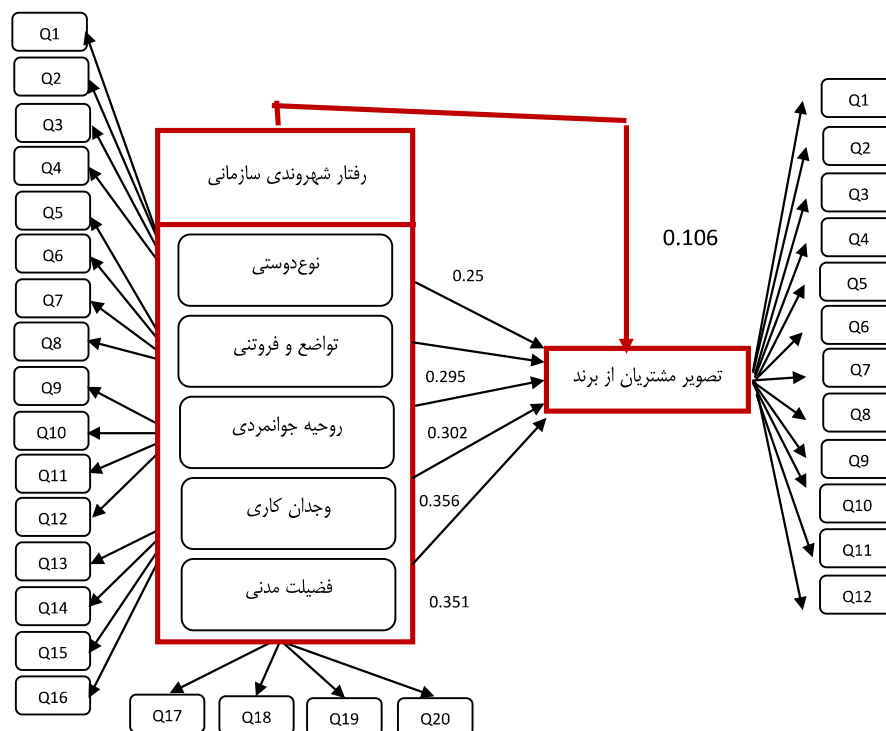 Q1
Q2
Q3
Q4
Q5
Q6
Q7
Q8
Q9
Q10
Q11
Q12
Q13
Q14
Q15
Q16
Q17
Q18
Q19
Q20
رفتار شهروندی سازمانی
نوع‌دوستی
تواضع و فروتنی
روحیه جوانمردی
وجدان کاری
فضیلت مدنی
0.25
0.295
0.302
0.356
0.351
0.106
تصویر مشتریان از برند
Q1
Q2
Q3
Q4
Q5
Q6
Q7
Q8
Q9
Q10
Q11
Q12